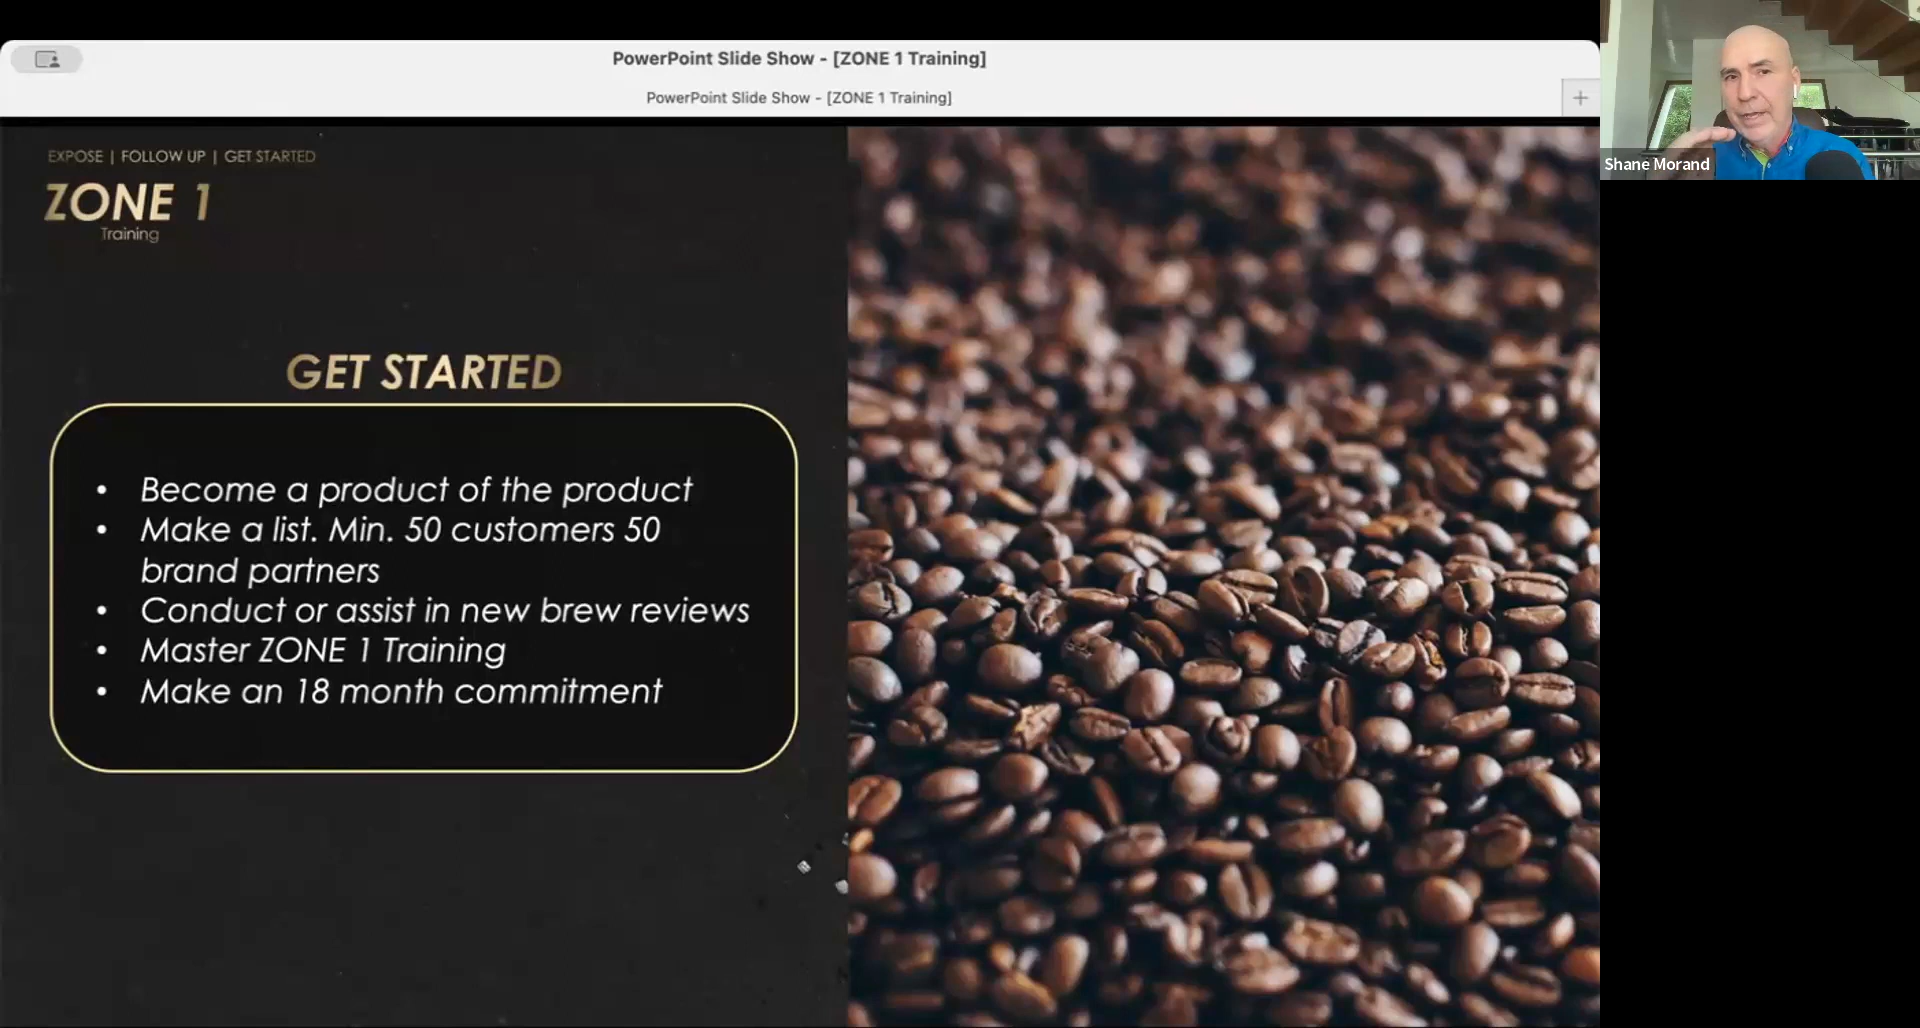 PowerPoint Slide Show - [ZONE 1 Training]
PowerPoint Slide Show - [ZONE 1 Training]
+
Shane Morand
EXPOSE | FOLLOW UP | GET STARTED
ZONE 1
Training
GET STARTED
• Become a product of the product
• Make a list. Min. 50 customers 50
brand partners
• Conduct or assist in new brew reviews
• Master ZONE 1 Training
• Make an 18 month commitment